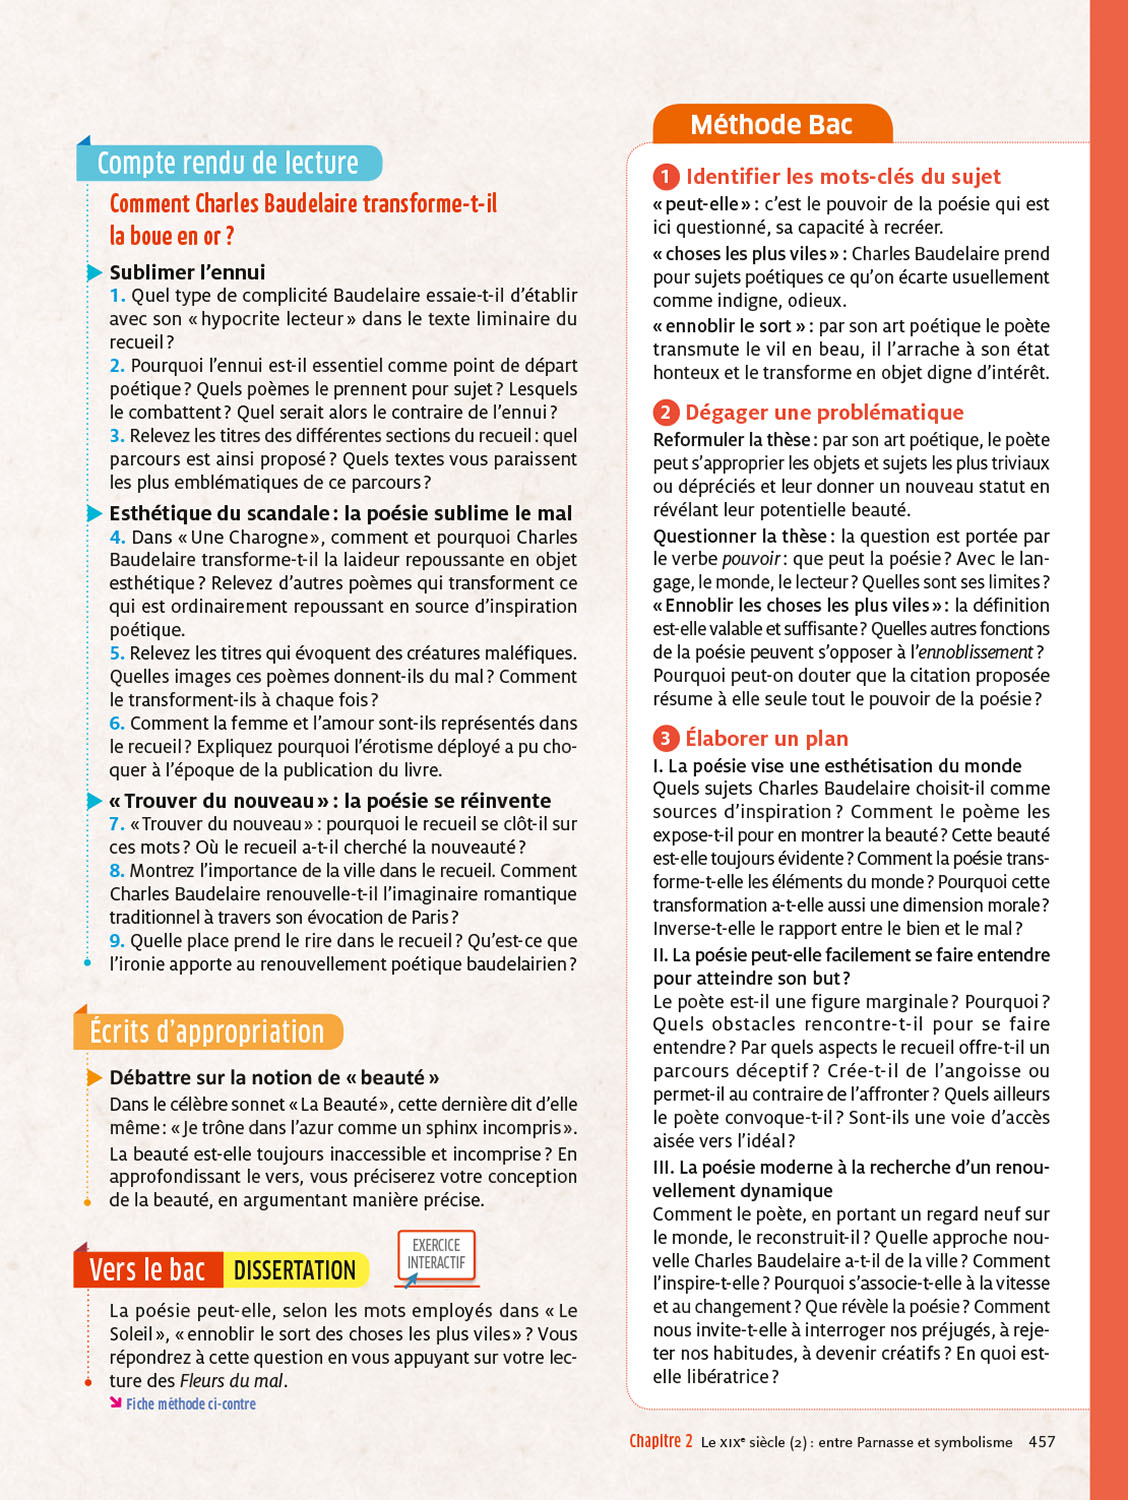 Compte rendu de lecture
Comment Charles Baudelaire transforme-t-il
la boue en or ?
Sublimer l'ennui
1. Quel type de complicité Baudelaire essaie-t-il d'établir
avec son « hypocrite lecteur » dans le texte liminaire du
recueil ?
2. Pourquoi l'ennui est-il essentiel comme point de départ
poétique ? Quels poèmes le prennent pour sujet ? Lesquels
le combattent ? Quel serait alors le contraire de l'ennui ?
3. Relevez les titres des différentes sections du recueil : quel
parcours est ainsi proposé ? Quels textes vous paraissent
les plus emblématiques de ce parcours ?
Esthétique du scandale : la poésie sublime le mal
4. Dans « Une Charogne », comment et pourquoi Charles
Baudelaire transforme-t-il la laideur repoussante en objet
esthétique ? Relevez d'autres poèmes qui transforment ce
qui est ordinairement repoussant en source d'inspiration
poétique.
5. Relevez les titres qui évoquent des créatures maléfiques.
Quelles images ces poèmes donnent-ils du mal ? Comment
le transforment-ils à chaque fois ?
6. Comment la femme et l'amour sont-ils représentés dans
le recueil ? Expliquez pourquoi l'érotisme déployé a pu cho-
quer à l'époque de la publication du livre.
« Trouver du nouveau » : la poésie se réinvente
7. « Trouver du nouveau » : pourquoi le recueil se clôt-il sur
ces mots ? Où le recueil a-t-il cherché la nouveauté ?
8. Montrez l'importance de la ville dans le recueil. Comment
Charles Baudelaire renouvelle-t-il l'imaginaire romantique
traditionnel à travers son évocation de Paris ?
9. Quelle place prend le rire dans le recueil ? Qu'est-ce que
l'ironie apporte au renouvellement poétique baudelairien ?
Écrits d'appropriation
Débattre sur la notion de « beauté »
Dans le célèbre sonnet « La Beauté », cette dernière dit d'elle
même : « Je trône dans l'azur comme un sphinx incompris ».
La beauté est-elle toujours inaccessible et incomprise ? En
approfondissant le vers, vous préciserez votre conception
de la beauté, en argumentant manière précise.
Vers le bac DISSERTATION
EXERCICE
INTERACTIF
La poésie peut-elle, selon les mots employés dans « Le
Soleil », « ennoblir le sort des choses les plus viles » ? Vous
répondrez à cette question en vous appuyant sur votre lec-
ture des Fleurs du mal.
Fiche méthode ci-contre
Méthode Bac
1 Identifier les mots-clés du sujet
« peut-elle » : c'est le pouvoir de la poésie qui est
ici questionné, sa capacité à recréer.
« choses les plus viles » : Charles Baudelaire prend
pour sujets poétiques ce qu'on écarte usuellement
comme indigne, odieux.
« ennoblir le sort » : par son art poétique le poète
transmute le vil en beau, il l'arrache à son état
honteux et le transforme en objet digne d'intérêt.
2 Dégager une problématique
Reformuler la thèse : par son art poétique, le poète
peut s'approprier les objets et sujets les plus triviaux
ou dépréciés et leur donner un nouveau statut en
révélant leur potentielle beauté.
Questionner la thèse : la question est portée par
le verbe pouvoir : que peut la poésie ? Avec le lan-
gage, le monde, le lecteur ? Quelles sont ses limites ?
« Ennoblir les choses les plus viles » : la définition
est-elle valable et suffisante ? Quelles autres fonctions
de la poésie peuvent s'opposer à l'ennoblissement ?
Pourquoi peut-on douter que la citation proposée
résume à elle seule tout le pouvoir de la poésie ?
3 Élaborer un plan
I. La poésie vise une esthétisation du monde
Quels sujets Charles Baudelaire choisit-il comme
sources d'inspiration ? Comment le poème les
expose-t-il pour en montrer la beauté ? Cette beauté
est-elle toujours évidente ? Comment la poésie trans-
forme-t-elle les éléments du monde ? Pourquoi cette
transformation a-t-elle aussi une dimension morale ?
Inverse-t-elle le rapport entre le bien et le mal ?
II. La poésie peut-elle facilement se faire entendre
pour atteindre son but ?
Le poète est-il une figure marginale ? Pourquoi ?
Quels obstacles rencontre-t-il pour se faire
entendre ? Par quels aspects le recueil offre-t-il un
parcours déceptif ? Crée-t-il de l'angoisse ou
permet-il au contraire de l'affronter ? Quels ailleurs
le poète convoque-t-il ? Sont-ils une voie d'accès
aisée vers l'idéal ?
III. La poésie moderne à la recherche d'un renou-
vellement dynamique
Comment le poète, en portant un regard neuf sur
le monde, le reconstruit-il ? Quelle approche nou-
velle Charles Baudelaire a-t-il de la ville ? Comment
l'inspire-t-elle ? Pourquoi s'associe-t-elle à la vitesse
et au changement ? Que révèle la poésie ? Comment
nous invite-t-elle à interroger nos préjugés, à reje-
ter nos habitudes, à devenir créatifs ? En quoi est-
elle libératrice ?
Chapitre 2 Le XIXe siècle (2) : entre Parnasse et symbolisme 457